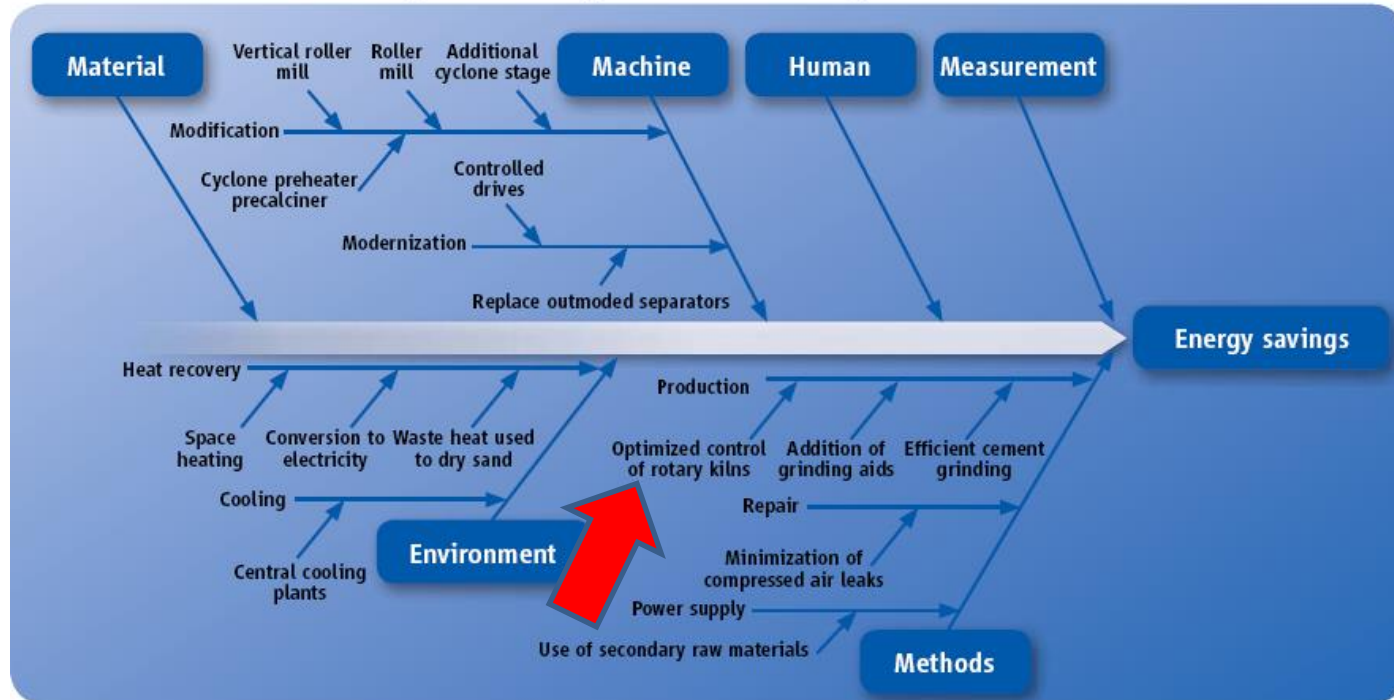 Material
Vertical roller
mill
Roller
mill
Additional
cyclone stage
Machine
Human
Measurement
Modification
Cyclone preheater
precalciner
Controlled
drives
Modernization
Replace outmoded separators
Energy savings
Heat recovery
Space
heating
Conversion to
electricity
Waste heat used
to dry sand
Cooling
Central cooling
plants
Environment
Production
Optimized control
of rotary kilns
Addition of
grinding aids
Efficient cement
grinding
Repair
Minimization of
compressed air leaks
Power supply
Use of secondary raw materials
Methods